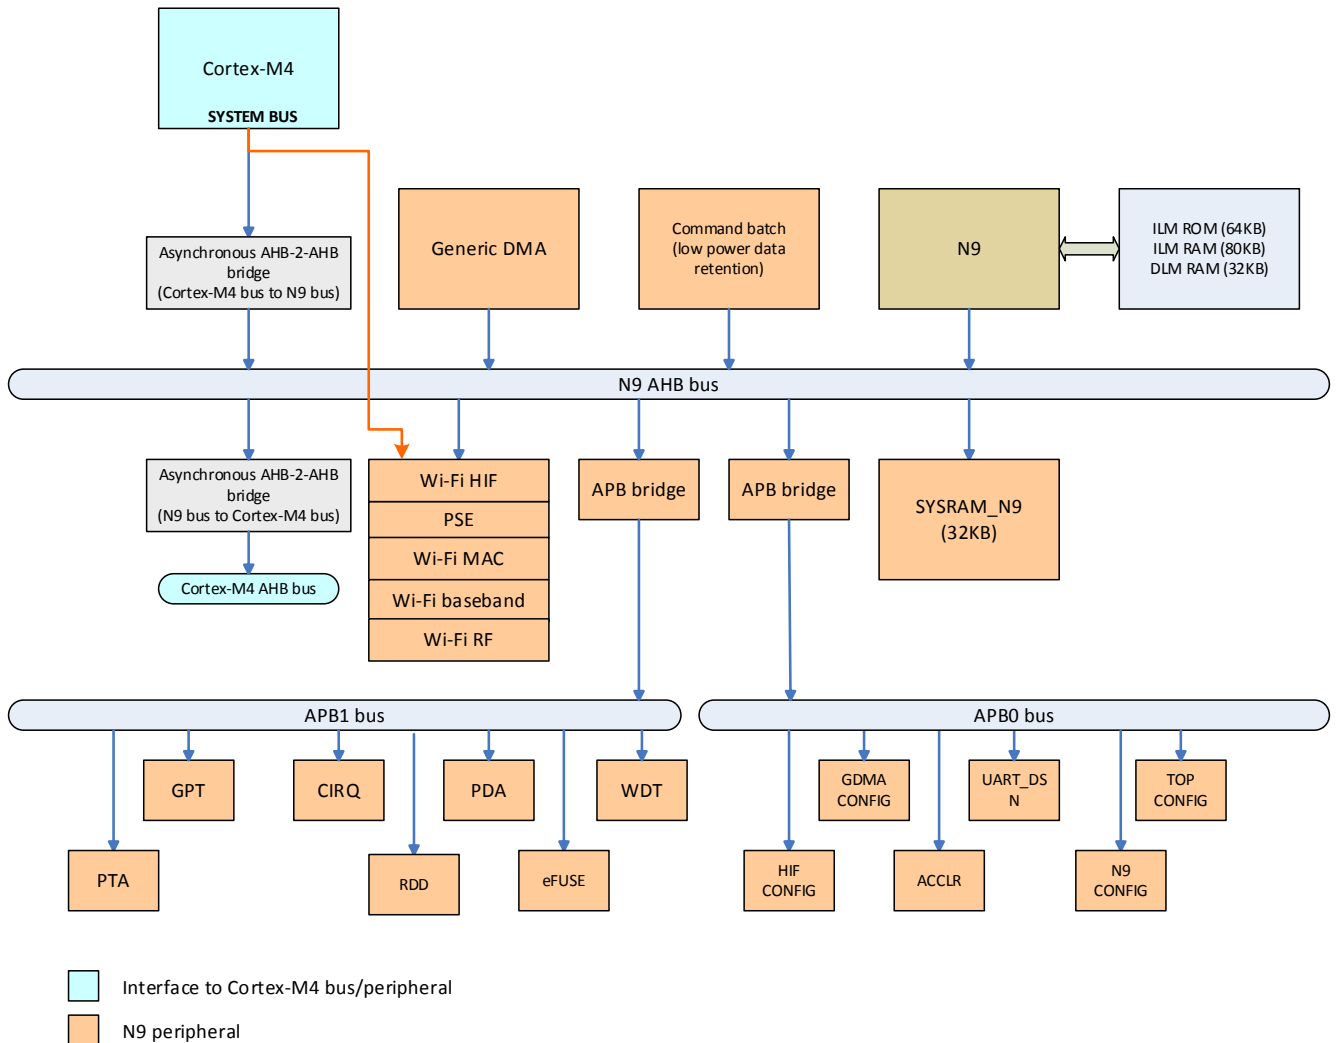 Cortex-M4
SYSTEM BUS
Asynchronous AHB-2-AHB
bridge
(Cortex-M4 bus to N9 bus)
Generic DMA
Command batch
(low power data
retention)
N9
ILM ROM (64KB)
ILM RAM (80KB)
DLM RAM (32KB)
N9 AHB bus
Asynchronous AHB-2-AHB
bridge
(N9 bus to Cortex-M4 bus)
Cortex-M4 AHB bus
Wi-Fi HIF
PSE
Wi-Fi MAC
Wi-Fi baseband
Wi-Fi RF
APB bridge
APB bridge
SYSRAM_N9
(32KB)
APB1 bus
APB0 bus
GPT
CIRQ
PDA
WDT
GDMA
CONFIG
UART_DS
N
TOP
CONFIG
PTA
RDD
eFUSE
HIF
CONFIG
ACCLR
N9
CONFIG
Interface to Cortex-M4 bus/peripheral
N9 peripheral